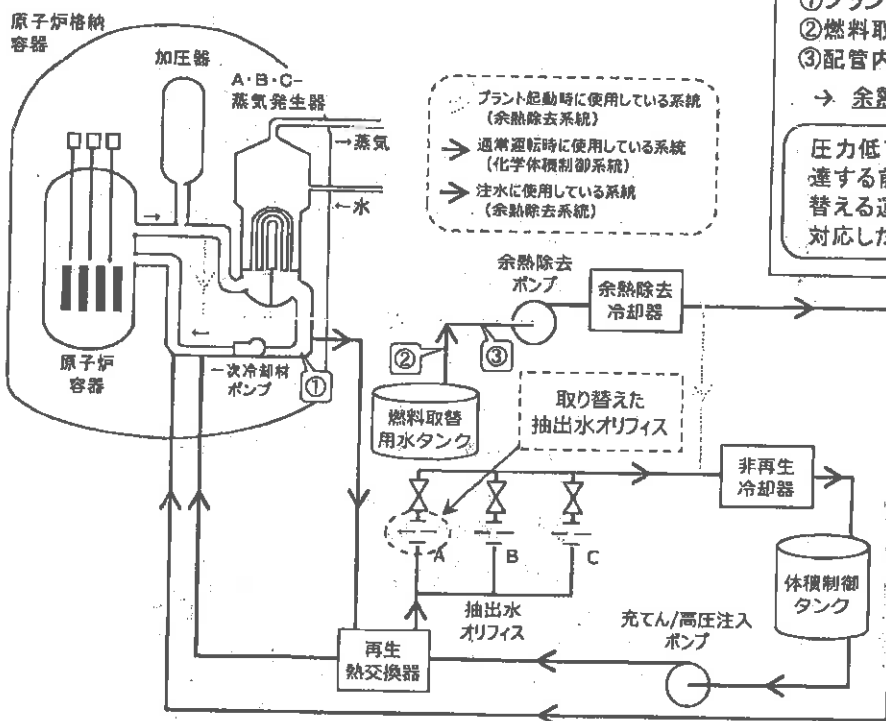 原子炉格納
容器
加圧器
A・B・C-
蒸気発生器
→蒸気
←水
プラント起動時に使用している系統
(余熱除去系統)
通常運転時に使用している系統
(化学体積制御系統)
注水に使用している系統
(余熱除去系統)
①プラン
②燃料取
③配管内
→ 余熱
圧力低下
達する前
替える運
対応した
余熱除去
ポンプ
余熱除去
冷却器
②
③
原子炉
容器
一次冷却材
ポンプ
①
燃料取替
用水タンク
取り替えた
抽出水オリフィス
非再生
冷却器
A
B
C
抽出水
オリフィス
体積制御
タンク
充てん/高圧注入
ポンプ
再生
熱交換器